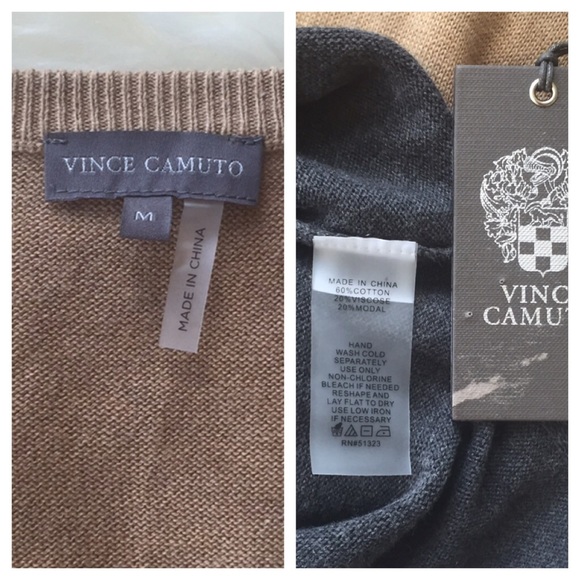 VINCE CAMUTO
M
MADE IN CHINA
MADE IN CHINA
60%COTTON
20%VISCOSE
20%MODAL
HAND
WASH COLD
SEPARATELY
USE ONLY
NON-CHLORINE
BLEACH IF NEEDED
RESHAPE AND
LAY FLAT TO DRY
USE LOW IRON
IF NECESSARY
RN#51323
VINC
CAMUT